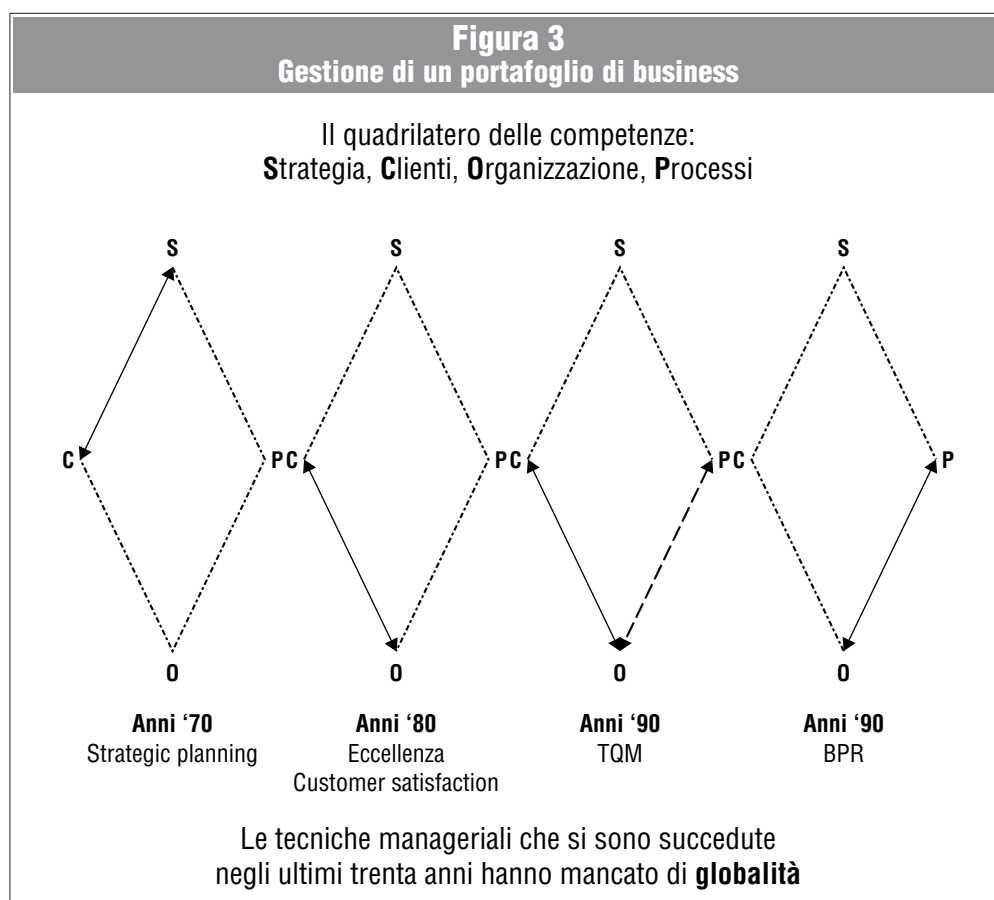 Figura 3
Gestione di un portafoglio di business
Il quadrilatero delle competenze:
Strategia, Clienti, Organizzazione, Processi
S S S S
C PC PC PC P
O O O O
Anni ‘70 Anni ‘80 Anni ‘90 Anni ‘90
Strategic planning Eccellenza TQM BPR
Customer satisfaction
Le tecniche manageriali che si sono succedute
negli ultimi trenta anni hanno mancato di globalità